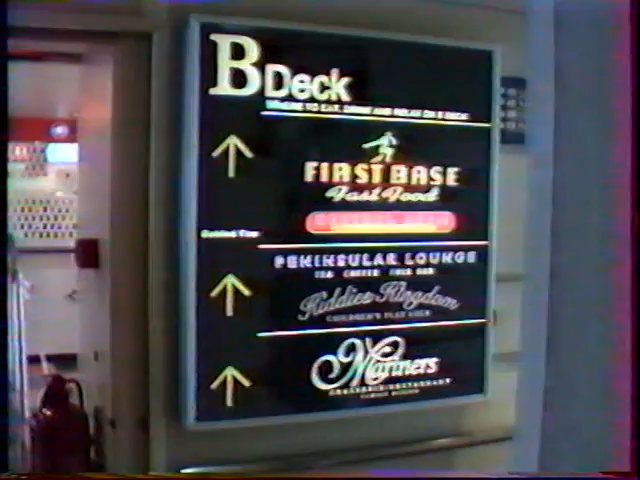 B Deck
WHERE TO EAT, DRINK AND RELAX ON B DECK
FIRST BASE
Fast Food
PENINSULAR LOUNGE
TEA COFFEE FULL BAR
Kiddies Kingdom
CHILDREN'S PLAY AREA
Mariners